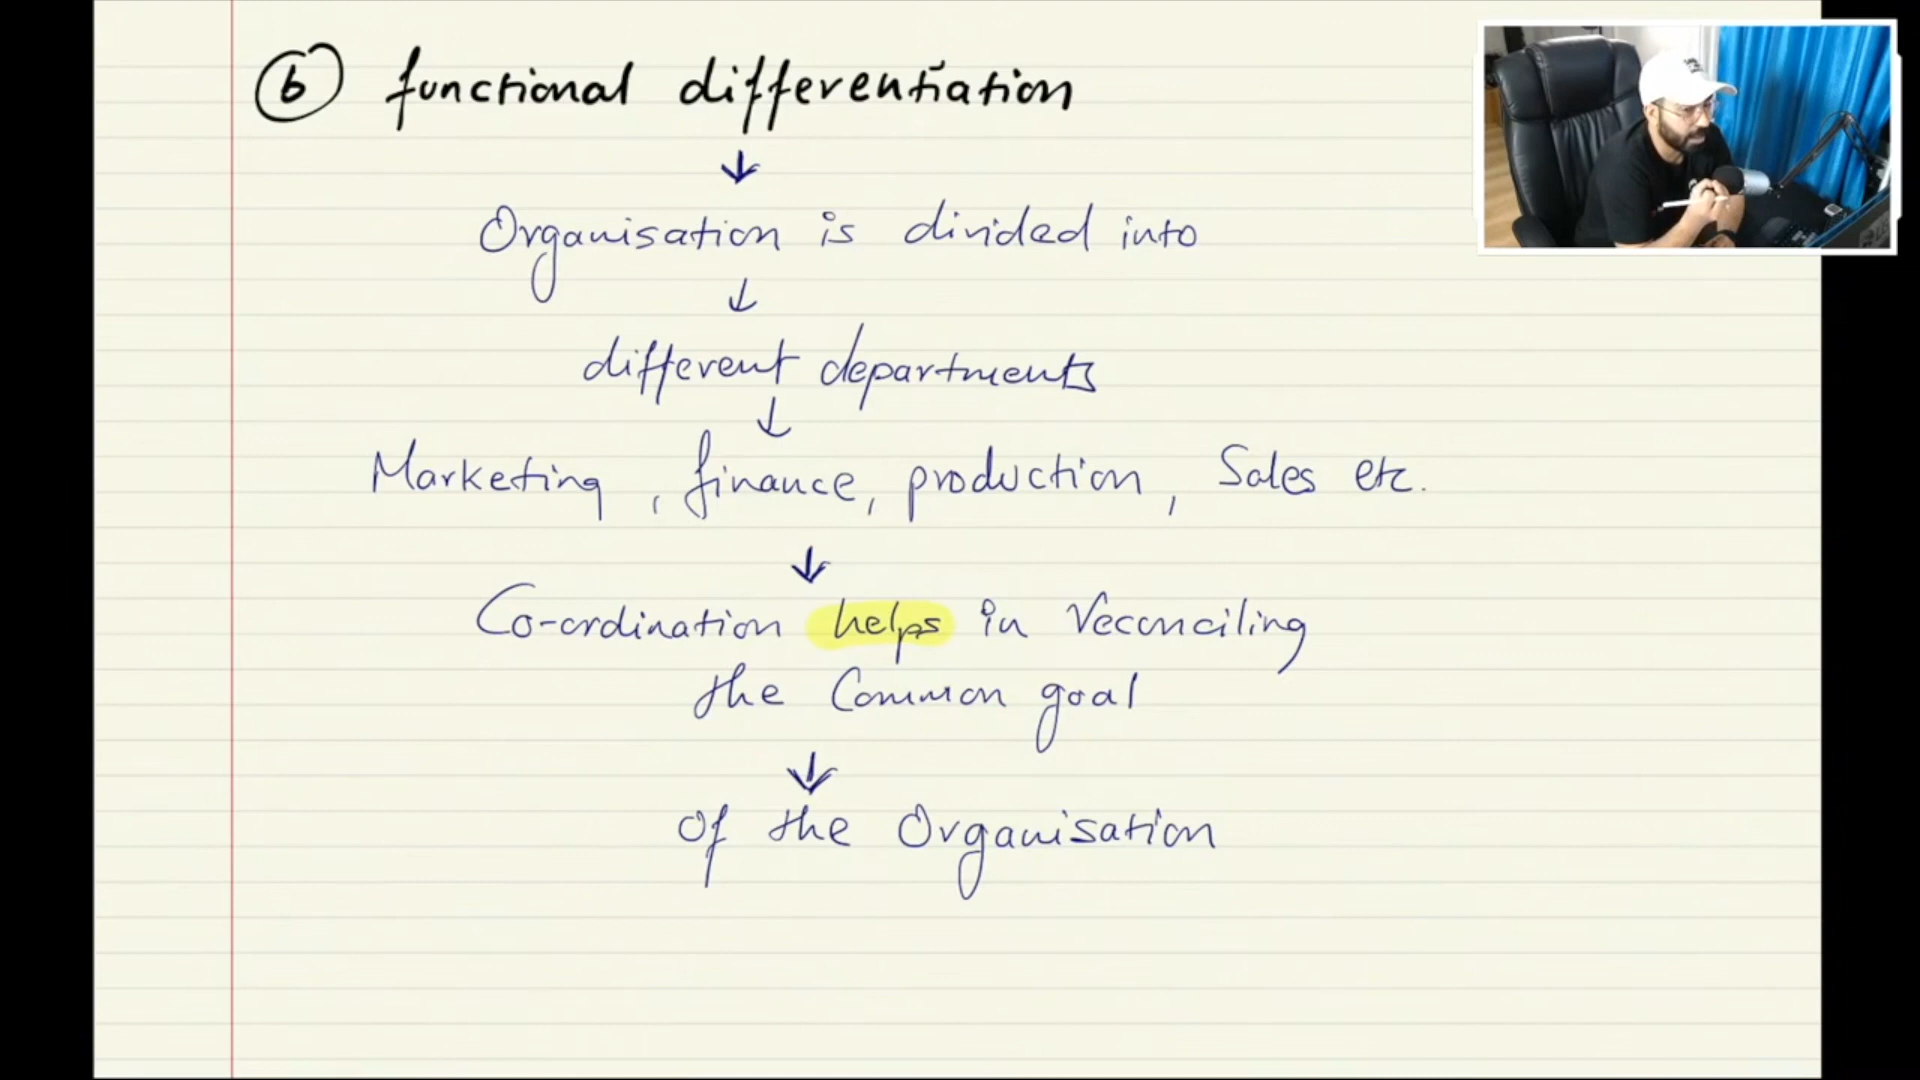 (b) functional differentiation
↓
Organisation is divided into
↓
different departments
↓
Marketing, finance, production, Sales etc.
↓
Co-ordination helps in reconciling
the Common goal
↓
of the Organisation